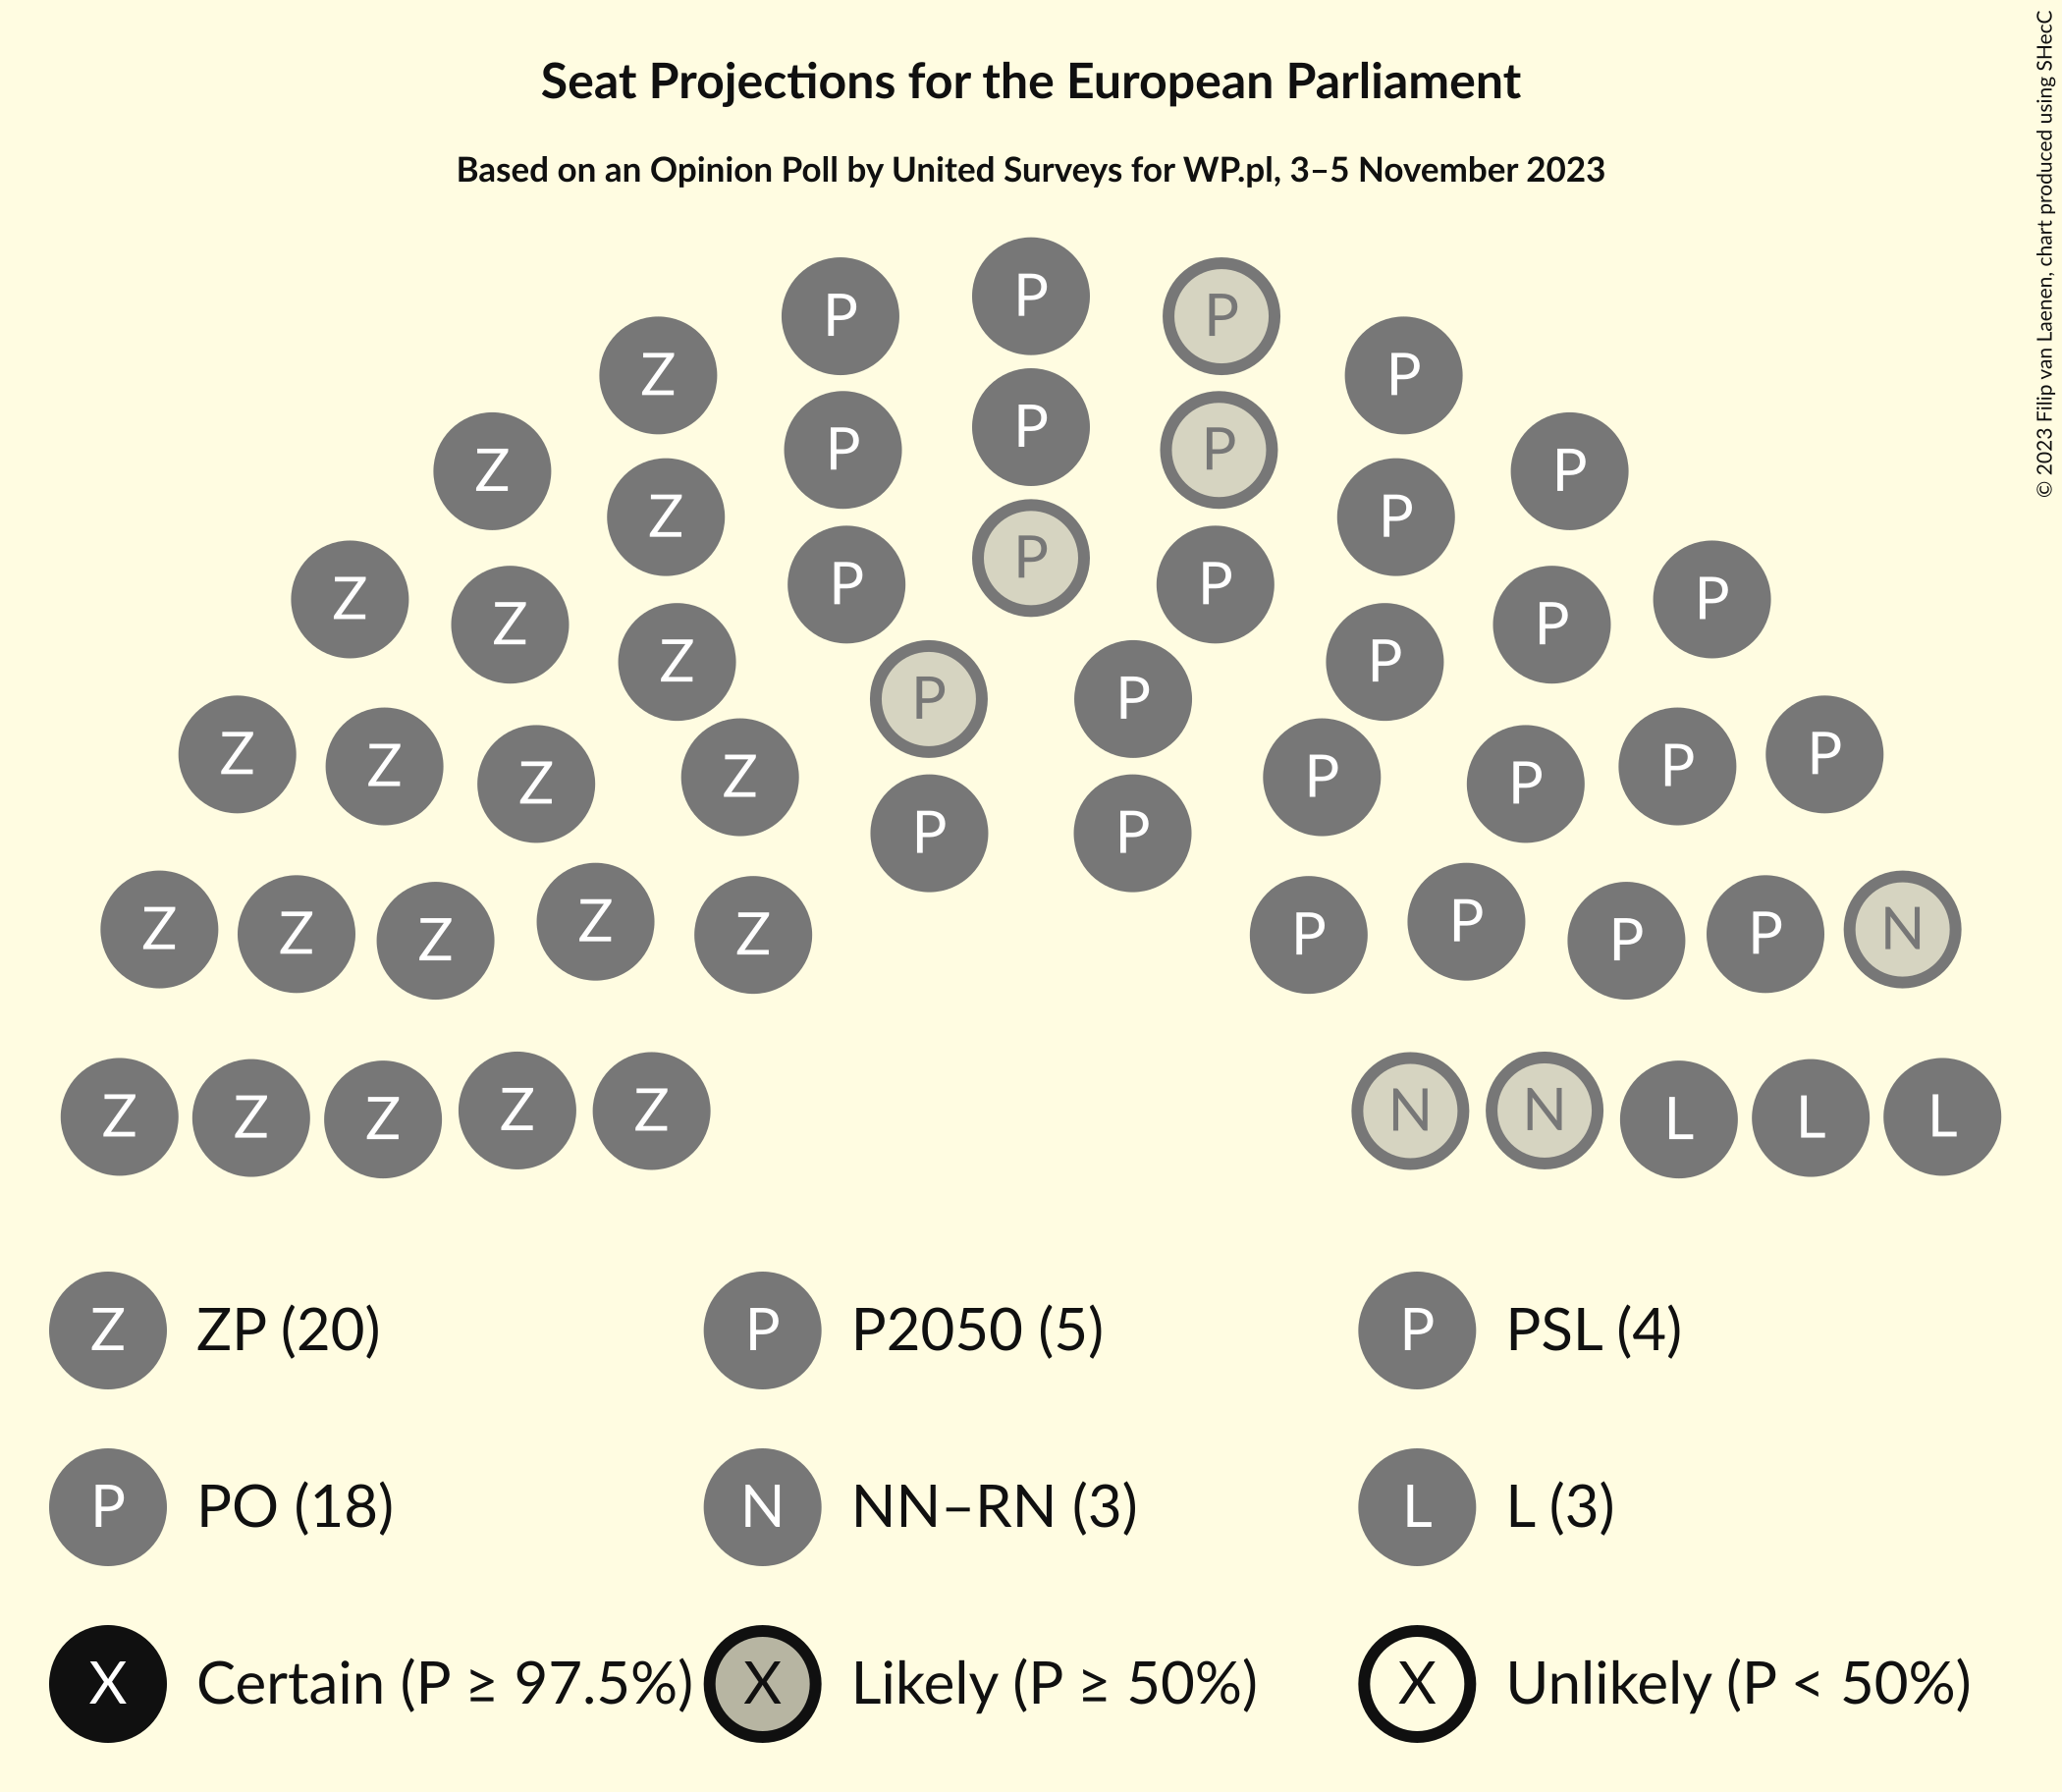 Seat Projections for the European Parliament
Based on an Opinion Poll by United Surveys for WP.pl, 3–5 November 2023
© 2023 Filip van Laenen, chart produced using SHecC
P
P P
Z P
P P
Z P
P P
Z P
P
Z P
P P
Z Z P P
Z P
P P
Z Z P P
Z Z P P
P P
Z Z P P
Z Z P N
Z Z P P
Z P
Z Z N N
Z Z L L
Z L
Z ZP (20) P P2050 (5) P PSL (4)
P PO (18) N NN–RN (3) L L (3)
X Certain (P ≥ 97.5%) X Likely (P ≥ 50%) X Unlikely (P < 50%)